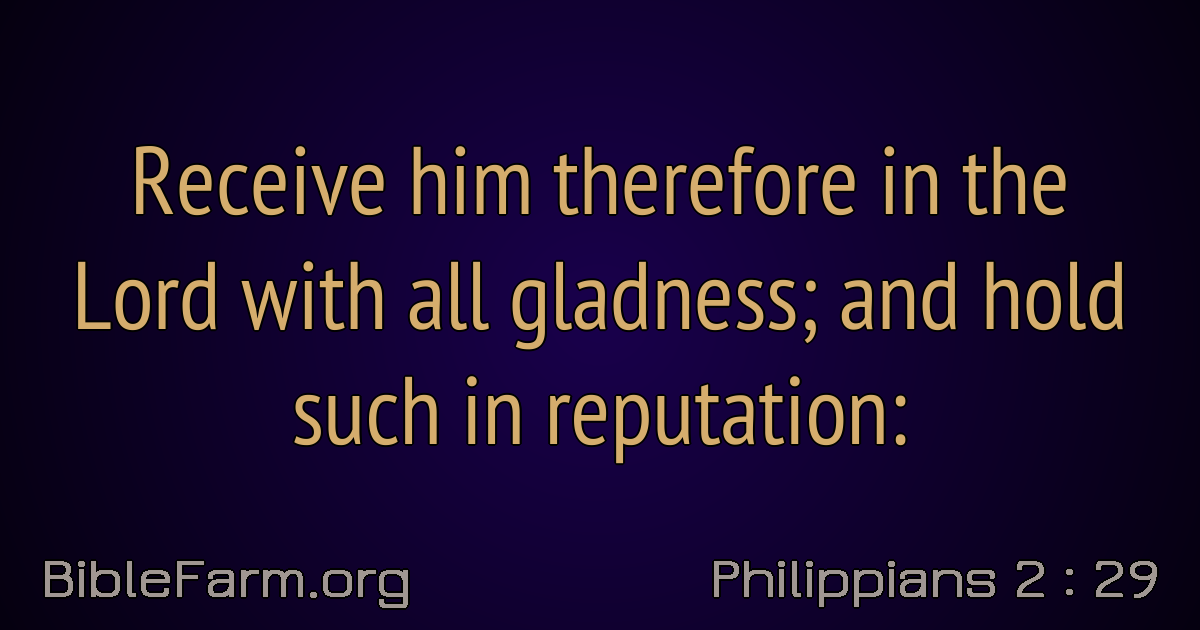 Receive him therefore in the
Lord with all gladness; and hold
such in reputation:
BibleFarm.org
Philippians 2 : 29